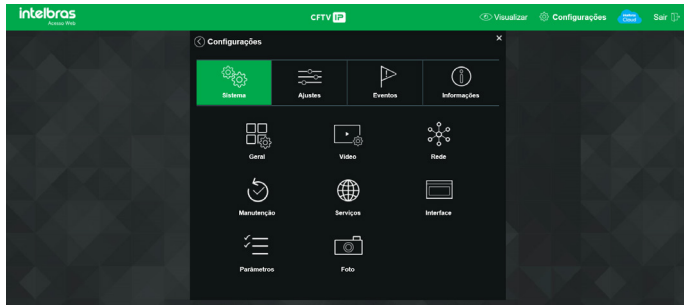 intelbras
Acesso Web
CFTV IP
Visualizar
Configurações
Cloud
Sair
Configurações
×
Sistema
Ajustes
Eventos
Informações
Geral
Vídeo
Rede
Manutenção
Serviços
Interface
Parâmetros
Foto